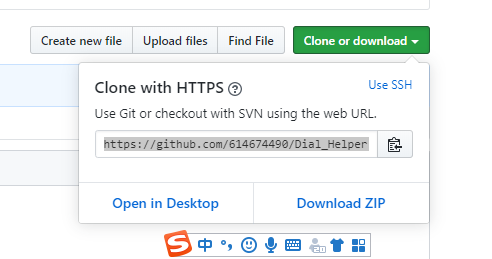 Create new file
Upload files
Find File
Clone or download
Clone with HTTPS ?
Use SSH
Use Git or checkout with SVN using the web URL.
https://github.com/614674490/Dial_Helper
Open in Desktop
Download ZIP
S 中